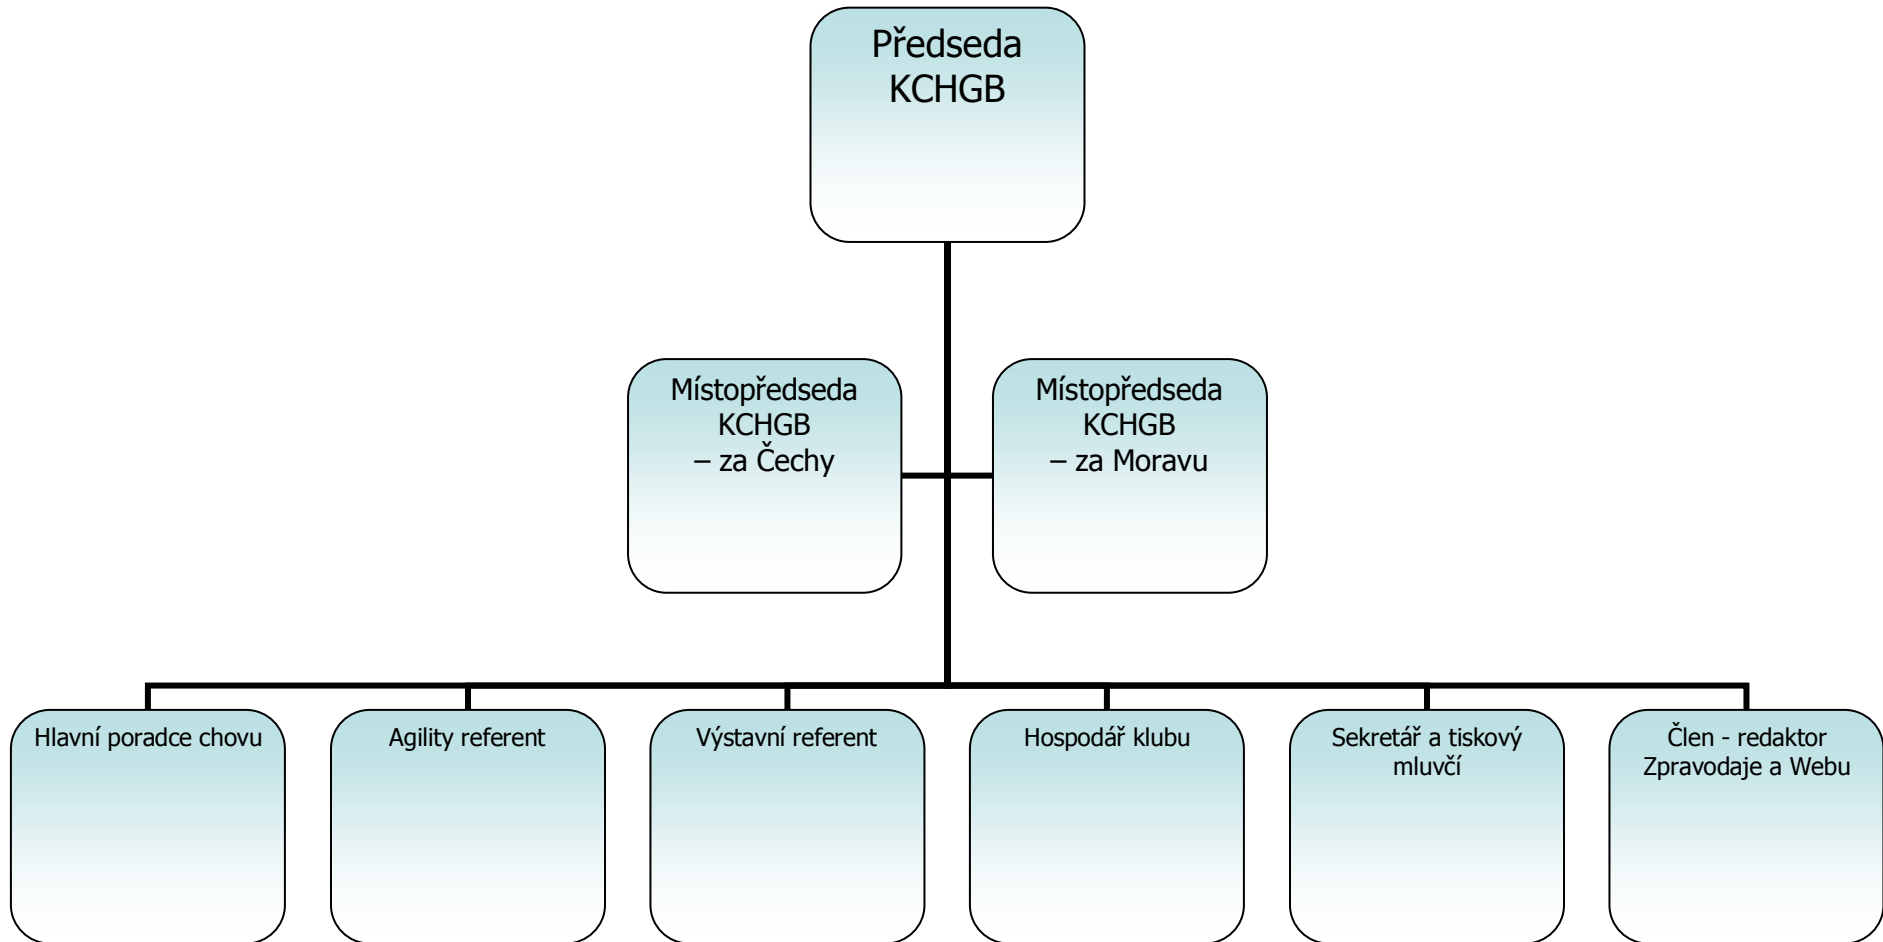 Předseda
KCHGB
Místopředseda
KCHGB
– za Čechy
Místopředseda
KCHGB
– za Moravu
Hlavní poradce chovu
Agility referent
Výstavní referent
Hospodář klubu
Sekretář a tiskový
mluvčí
Člen - redaktor
Zpravodaje a Webu